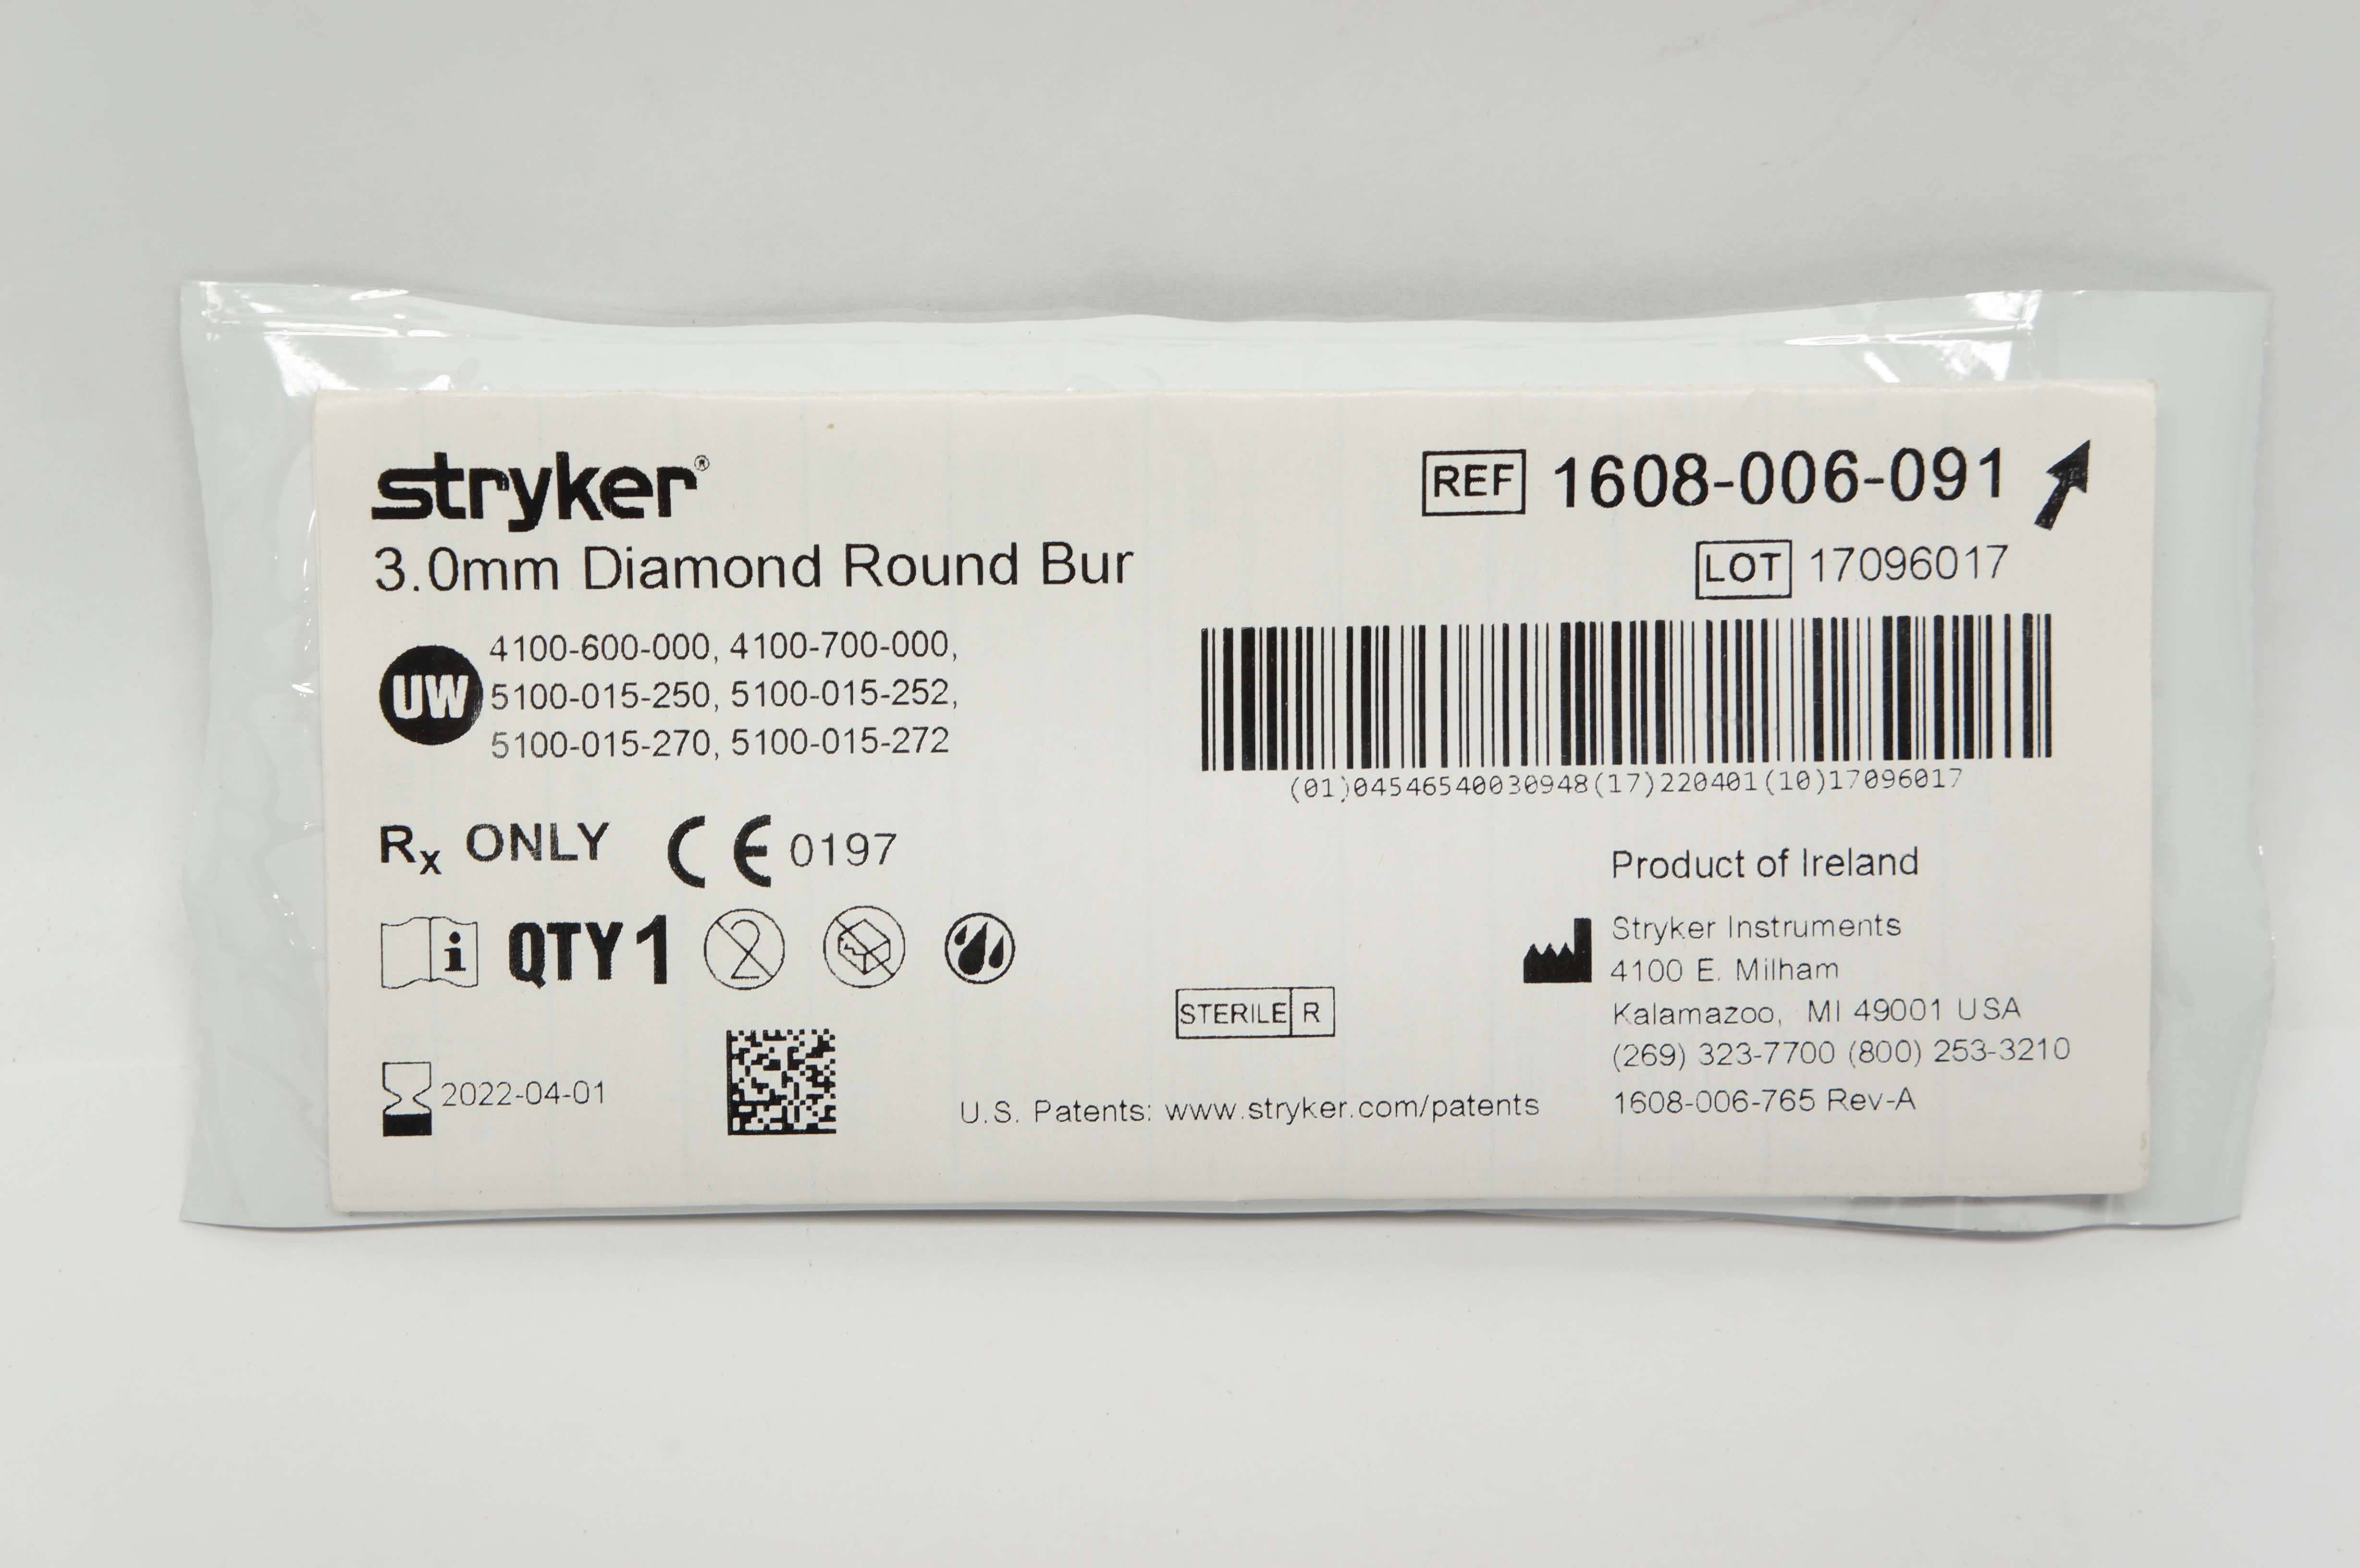 stryker®
3.0mm Diamond Round Bur
REF 1608-006-091
LOT 17096017
UW
4100-600-000, 4100-700-000,
5100-015-250, 5100-015-252,
5100-015-270, 5100-015-272
(01)04546540030948(17)220401(10)17096017
Rx ONLY CE 0197
i QTY 1 2
STERILE R
2022-04-01
U.S. Patents: www.stryker.com/patents
Product of Ireland
Stryker Instruments
4100 E. Milham
Kalamazoo, MI 49001 USA
(269) 323-7700 (800) 253-3210
1608-006-765 Rev-A